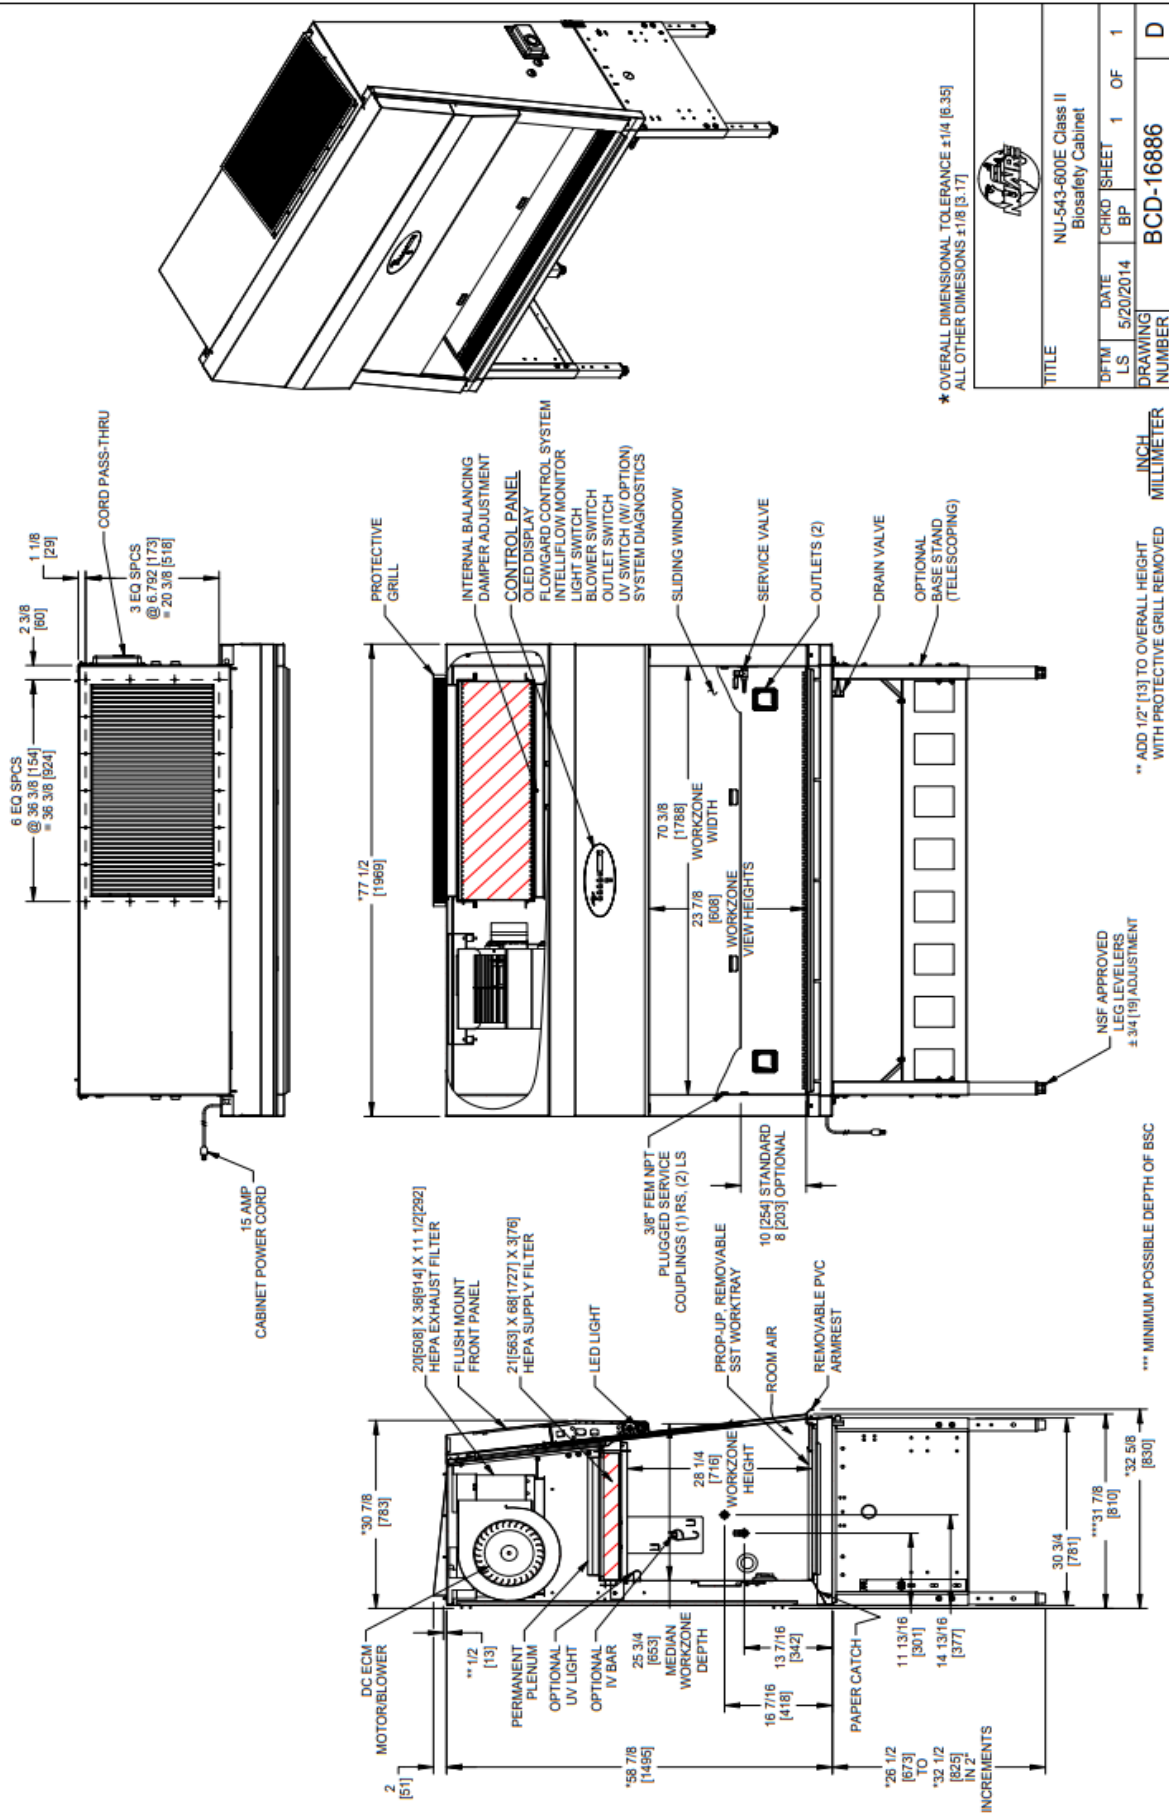 6 EQ SPCS
@ 36 3/8 [154]
= 36 3/8 [924]
2 3/8
[60]
1 1/8
[29]
3 EQ SPCS
@ 6.792 [173]
= 20 3/8 [518]
CORD PASS-THRU
15 AMP
CABINET POWER CORD
*77 1/2
[1969]
PROTECTIVE
GRILL
INTERNAL BALANCING
DAMPER ADJUSTMENT
CONTROL PANEL
OLED DISPLAY
FLOWGARD CONTROL SYSTEM
INTELLIFLOW MONITOR
LIGHT SWITCH
BLOWER SWITCH
OUTLET SWITCH
UV SWITCH (W/ OPTION)
SYSTEM DIAGNOSTICS
SLIDING WINDOW
SERVICE VALVE
OUTLETS (2)
DRAIN VALVE
OPTIONAL
BASE STAND
(TELESCOPING)
70 3/8
[1788]
WORKZONE
WIDTH
23 7/8
[608]
WORKZONE
VIEW HEIGHTS
3/8" FEM NPT
PLUGGED SERVICE
COUPLINGS (1) RS, (2) LS
10 [254] STANDARD
8 [203] OPTIONAL
NSF APPROVED
LEG LEVELERS
± 3/4 [19] ADJUSTMENT
** ADD 1/2" [13] TO OVERALL HEIGHT
WITH PROTECTIVE GRILL REMOVED
INCH
MILLIMETER
2
[51]
** 1/2
[13]
DC ECM
MOTOR/BLOWER
*30 7/8
[783]
20[508] X 36[914] X 11 1/2[292]
HEPA EXHAUST FILTER
FLUSH MOUNT
FRONT PANEL
21[563] X 68[1727] X 3[76]
HEPA SUPPLY FILTER
LED LIGHT
PERMANENT
PLENUM
OPTIONAL
UV LIGHT
OPTIONAL
IV BAR
25 3/4
[653]
MEDIAN
WORKZONE
DEPTH
28 1/4
[716]
WORKZONE
HEIGHT
PROP-UP, REMOVABLE
SST WORKTRAY
ROOM AIR
REMOVABLE PVC
ARMREST
13 7/16
[342]
16 7/16
[418]
PAPER CATCH
*58 7/8
[1495]
11 13/16
[301]
14 13/16
[377]
*26 1/2
[673]
TO
*32 1/2
[825]
IN 2"
INCREMENTS
30 3/4
[781]
***31 7/8
[810]
*32 5/8
[830]
*** MINIMUM POSSIBLE DEPTH OF BSC
* OVERALL DIMENSIONAL TOLERANCE ±1/4 [6.35]
ALL OTHER DIMESIONS ±1/8 [3.17]
NUAIRE
TITLE
NU-543-600E Class II
Biosafety Cabinet
DFTM
LS
DATE
5/20/2014
CHKD
BP
SHEET 1 OF 1
DRAWING
NUMBER
BCD-16886
D